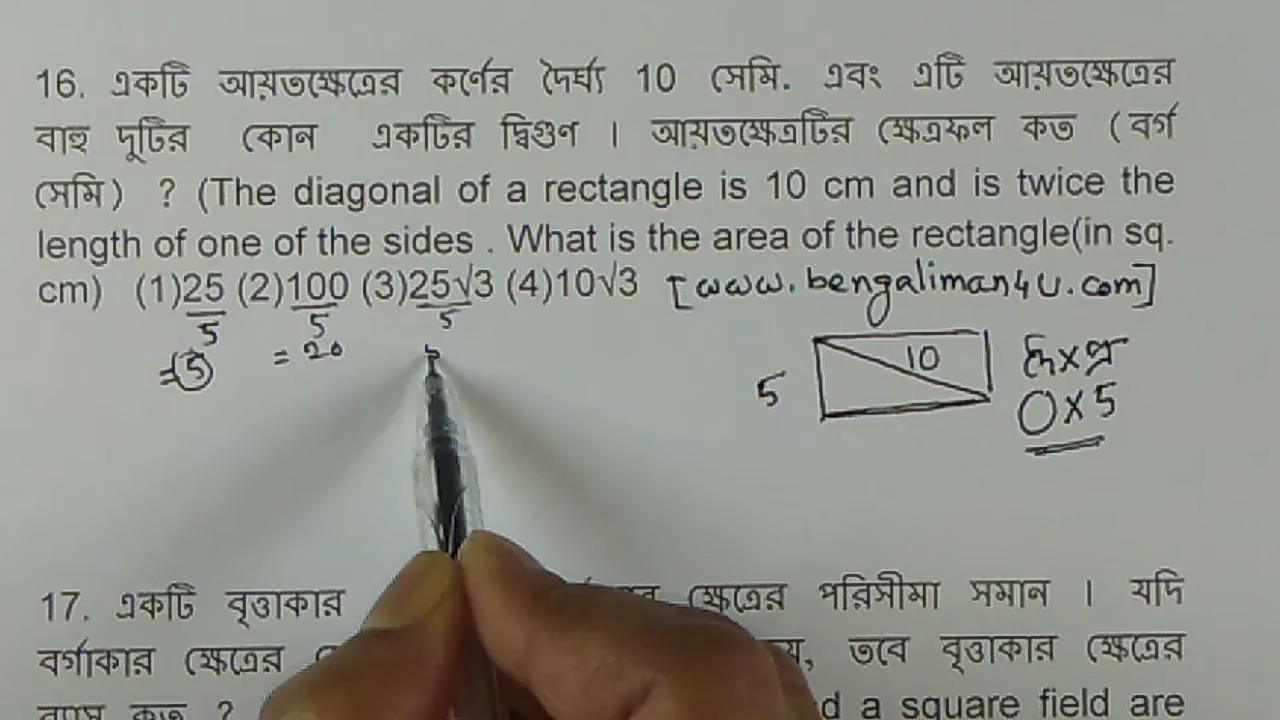 16. একটি আয়তক্ষেত্রের কর্ণের দৈর্ঘ্য 10 সেমি. এবং এটি আয়তক্ষেত্রের
বাহু দুটির কোন একটির দ্বিগুণ । আয়তক্ষেত্রটির ক্ষেত্রফল কত ( বর্গ
সেমি ) ? (The diagonal of a rectangle is 10 cm and is twice the
length of one of the sides . What is the area of the rectangle(in sq.
cm) (1)25 (2)100 (3)25√3 (4)10√3 [www.bengaliman4u.com]
5 5 5
=5 = 20
10 দৈ×প্র
5 0×5
17. একটি বৃত্তাকার ক্ষেত্রের পরিসীমা সমান । যদি
বর্গাকার ক্ষেত্রের তবে বৃত্তাকার ক্ষেত্রের
ব্যাস কত ? a square field are